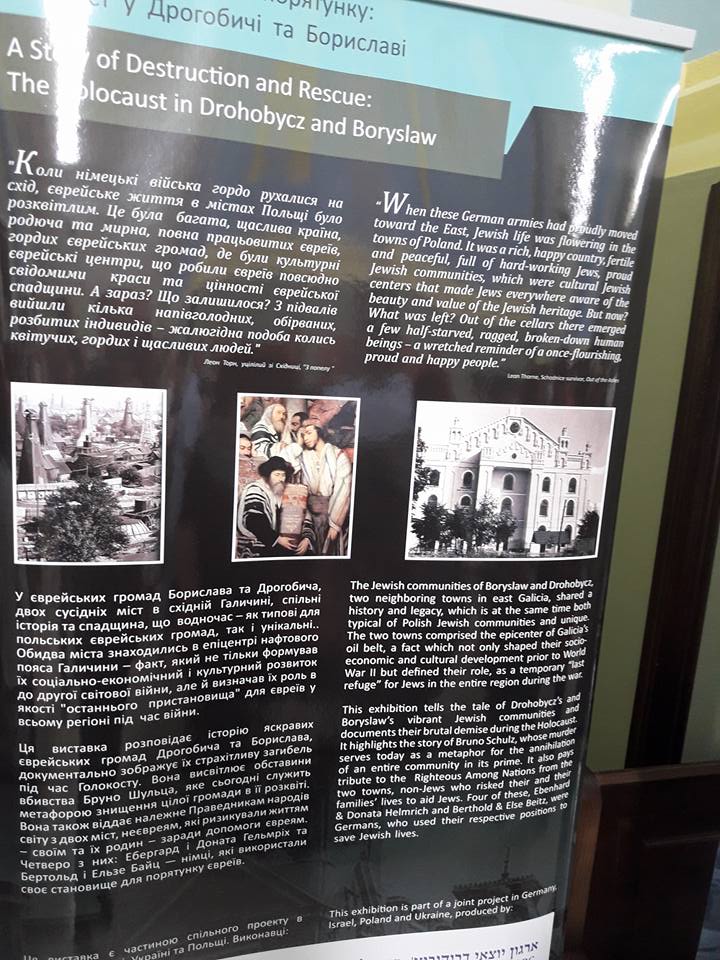 орятунку:
у Дрогобичі та Бориславі
A St y of Destruction and Rescue:
The olocaust in Drohobycz and Boryslaw
"Коли німецькі війська гордо рухалися на
схід, єврейське життя в містах Польщі було
розквітлим. Це була багата, щаслива країна,
родюча та мирна, повна працьовитих євреїв,
гордих єврейських громад, де були культурні
єврейські центри, що робили євреїв повсюдно
свідомими краси та цінності єврейської
спадщини. А зараз? Що залишилося? З підвалів
вийшли кілька напівголодних, обірваних,
розбитих індивидів – жалюгідна подоба колись
квітучих, гордих і щасливих людей."
Леон Торн, уцілілий зі Східниці, "З попелу"
"When these German armies had proudly moved
toward the East, Jewish life was flowering in the
towns of Poland. It was a rich, happy country, fertile
and peaceful, full of hard-working Jews, proud
Jewish communities, which were cultural Jewish
centers that made Jews everywhere aware of the
beauty and value of the Jewish heritage. But now?
What was left? Out of the cellars there emerged
a few half-starved, ragged, broken-down human
beings – a wretched reminder of a once-flourishing,
proud and happy people."
Leon Thorne, Schodnica survivor, Out of the Ashes
У єврейських громад Борислава та Дрогобича,
двох сусідніх міст в східній Галичині, спільні
історія та спадщина, що водночас – як типові для
польських єврейських громад, так і унікальні..
Обидва міста знаходились в епіцентрі нафтового
пояса Галичини – факт, який не тільки формував
їх соціально-економічний і культурний розвиток
до другої світової війни, але й визначав їх роль в
якості "останнього пристановища" для євреїв у
всьому регіоні під час війни.
Ця виставка розповідає історію яскравих
єврейських громад Дрогобича та Борислава,
документально зображує їх страхітливу загибель
під час Голокосту. Вона висвітлює обставини
вбивства Бруно Шульца, яке сьогодні служить
метафорою знищення цілої громади в її розквіті.
Вона також віддає належне Праведникам народів
світу з двох міст, неєвреям, які ризикували життям
– своїм та їх родин – заради допомоги євреям.
Четверо з них: Ебергард і Доната Гельмріх та
Бертольд і Ельзе Байц — німці, які використали
своє становище для порятунку євреїв.
The Jewish communities of Boryslaw and Drohobycz,
two neighboring towns in east Galicia, shared a
history and legacy, which is at the same time both
typical of Polish Jewish communities and unique.
The two towns comprised the epicenter of Galicia's
oil belt, a fact which not only shaped their socio-
economic and cultural development prior to World
War II but defined their role, as a temporary "last
refuge" for Jews in the entire region during the war.
This exhibition tells the tale of Drohobycz's and
Boryslaw's vibrant Jewish communities and
documents their brutal demise during the Holocaust.
It highlights the story of Bruno Schulz, whose murder
serves today as a metaphor for the annihilation
of an entire community in its prime. It also pays
tribute to the Righteous Among Nations from the
two towns, non-Jews who risked their and their
families' lives to aid Jews. Four of these, Ebenhard
& Donata Helmrich and Berthold & Else Beitz, were
Germans, who used their respective positions to
save Jewish lives.
Ця виставка є частиною спільного проекту в
Україні та Польщі. Виконавці:
This exhibition is part of a joint project in Germany,
Israel, Poland and Ukraine, produced by:
ארגון יוצאי